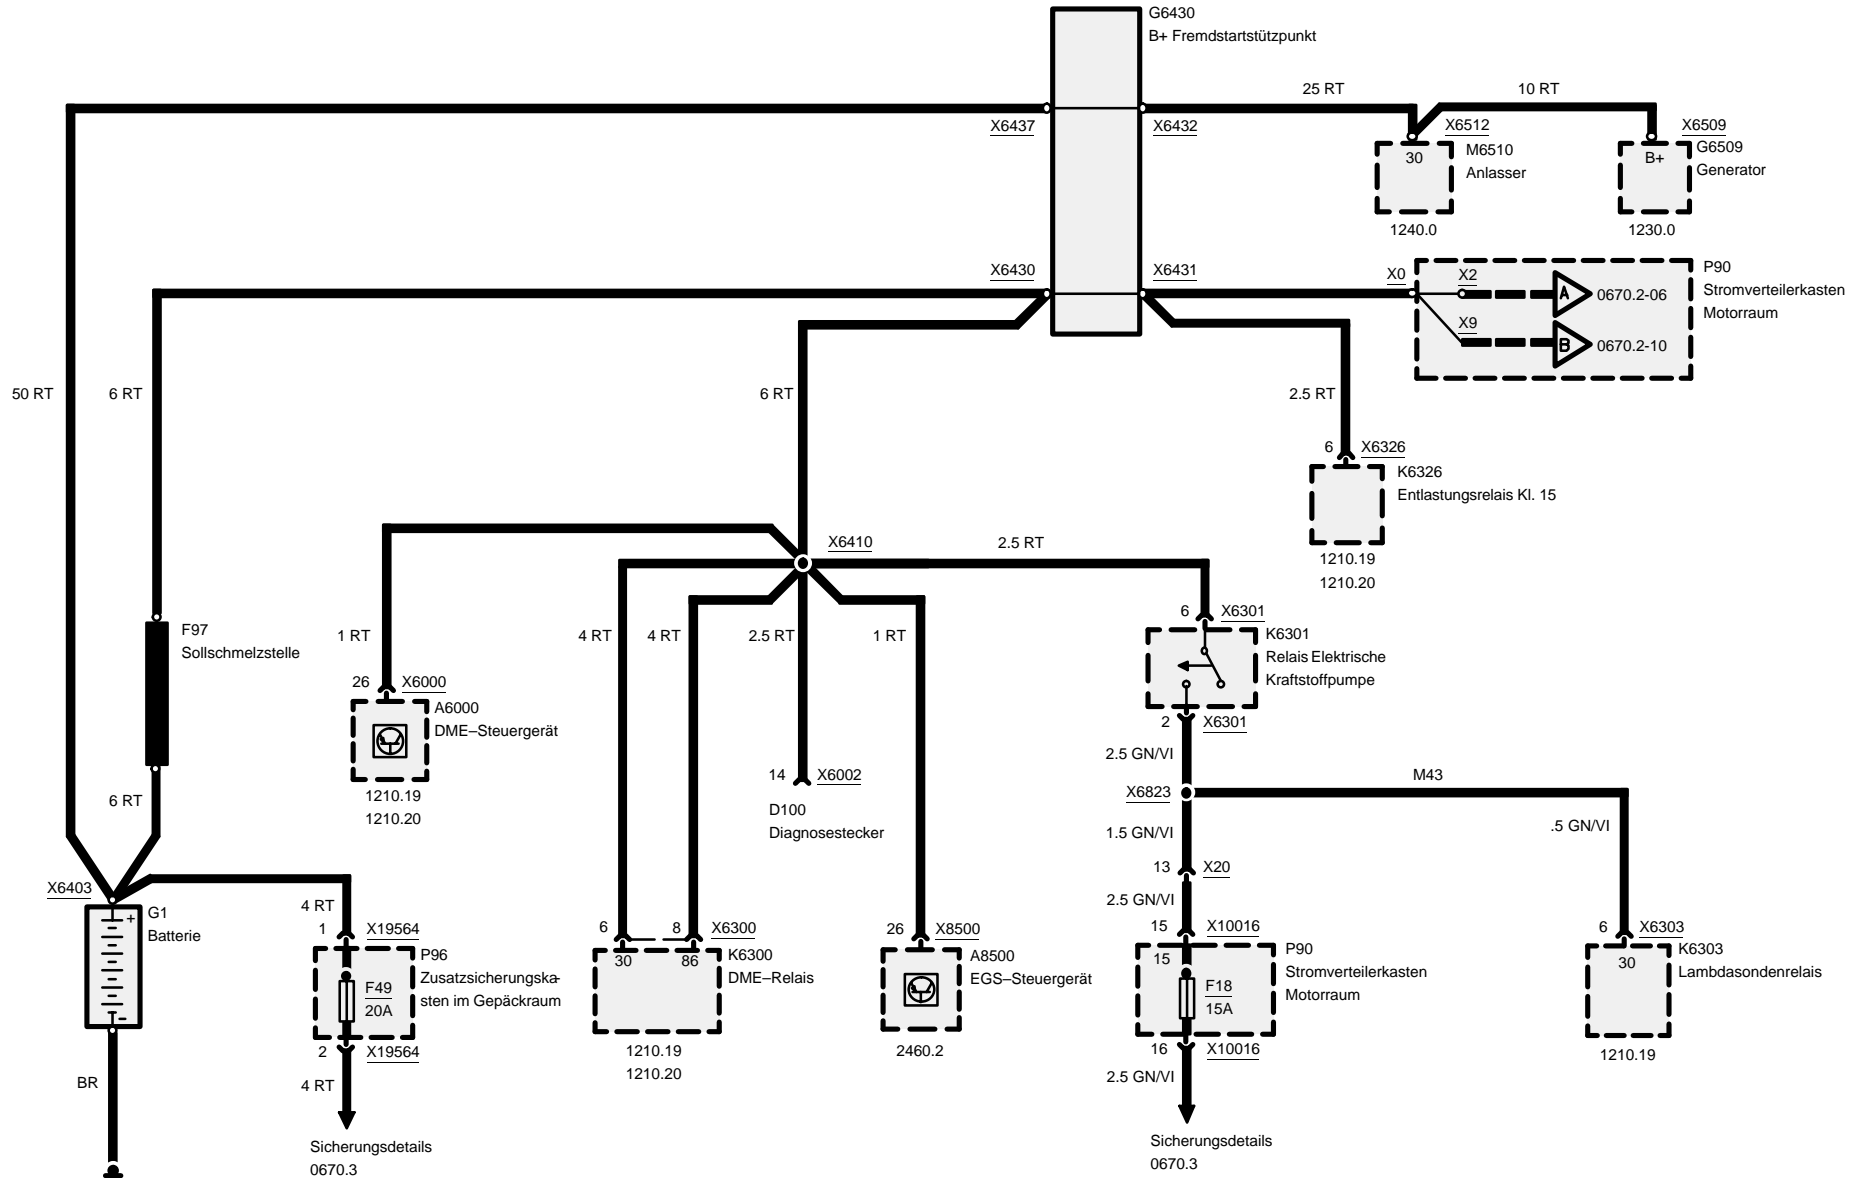 G6430
B+ Fremdstartstützpunkt
25 RT
10 RT
X6437
X6432
X6512
X6509
30
M6510
Anlasser
B+
G6509
Generator
1240.0
1230.0
X6430
X6431
X0
X2
A
0670.2-06
X9
B
0670.2-10
P90
Stromverteilerkasten
Motorraum
50 RT
6 RT
6 RT
2.5 RT
6
X6326
K6326
Entlastungsrelais Kl. 15
1210.19
1210.20
X6410
2.5 RT
F97
Sollschmelzstelle
1 RT
4 RT
4 RT
2.5 RT
1 RT
6
X6301
K6301
Relais Elektrische
Kraftstoffpumpe
26
X6000
A6000
DME–Steuergerät
1210.19
1210.20
2
X6301
2.5 GN/VI
14
X6002
D100
Diagnosestecker
6 RT
X6823
M43
1.5 GN/VI
.5 GN/VI
13
X20
2.5 GN/VI
X6403
G1
Batterie
+
-
4 RT
1
X19564
P96
Zusatzsicherungska-
sten im Gepäckraum
F49
20A
2
X19564
4 RT
Sicherungsdetails
0670.3
BR
6
8
X6300
30
86
K6300
DME–Relais
1210.19
1210.20
26
X8500
A8500
EGS–Steuergerät
2460.2
15
X10016
15
P90
Stromverteilerkasten
Motorraum
F18
15A
16
X10016
2.5 GN/VI
Sicherungsdetails
0670.3
6
X6303
30
K6303
Lambdasondenrelais
1210.19